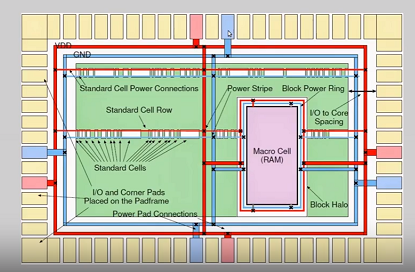 VDD
GND
Standard Cell Power Connections
Power Stripe
Block Power Ring
Standard Cell Row
I/O to Core
Spacing
Macro Cell
(RAM)
Standard Cells
I/O and Corner Pads
Placed on the Padframe
Block Halo
Power Pad Connections